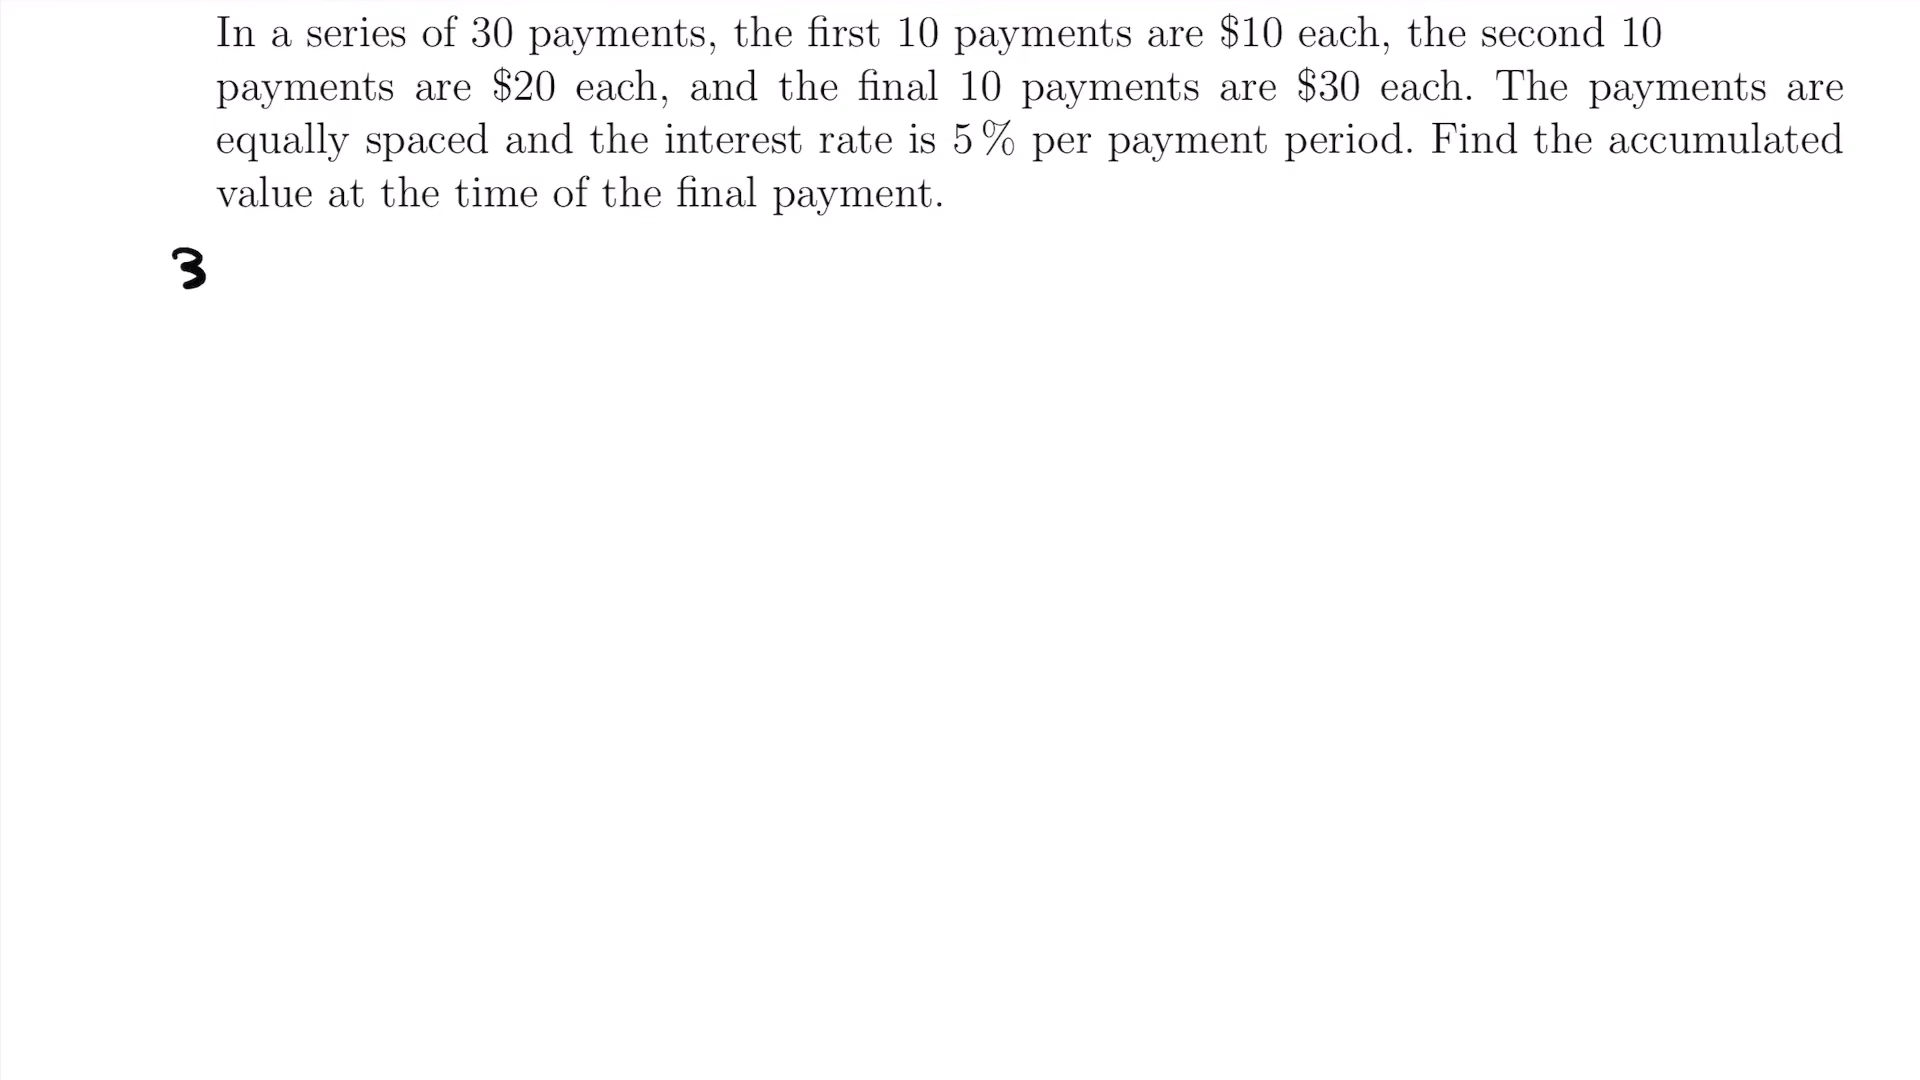 In a series of 30 payments, the first 10 payments are $10 each, the second 10
payments are $20 each, and the final 10 payments are $30 each. The payments are
equally spaced and the interest rate is 5 % per payment period. Find the accumulated
value at the time of the final payment.
3